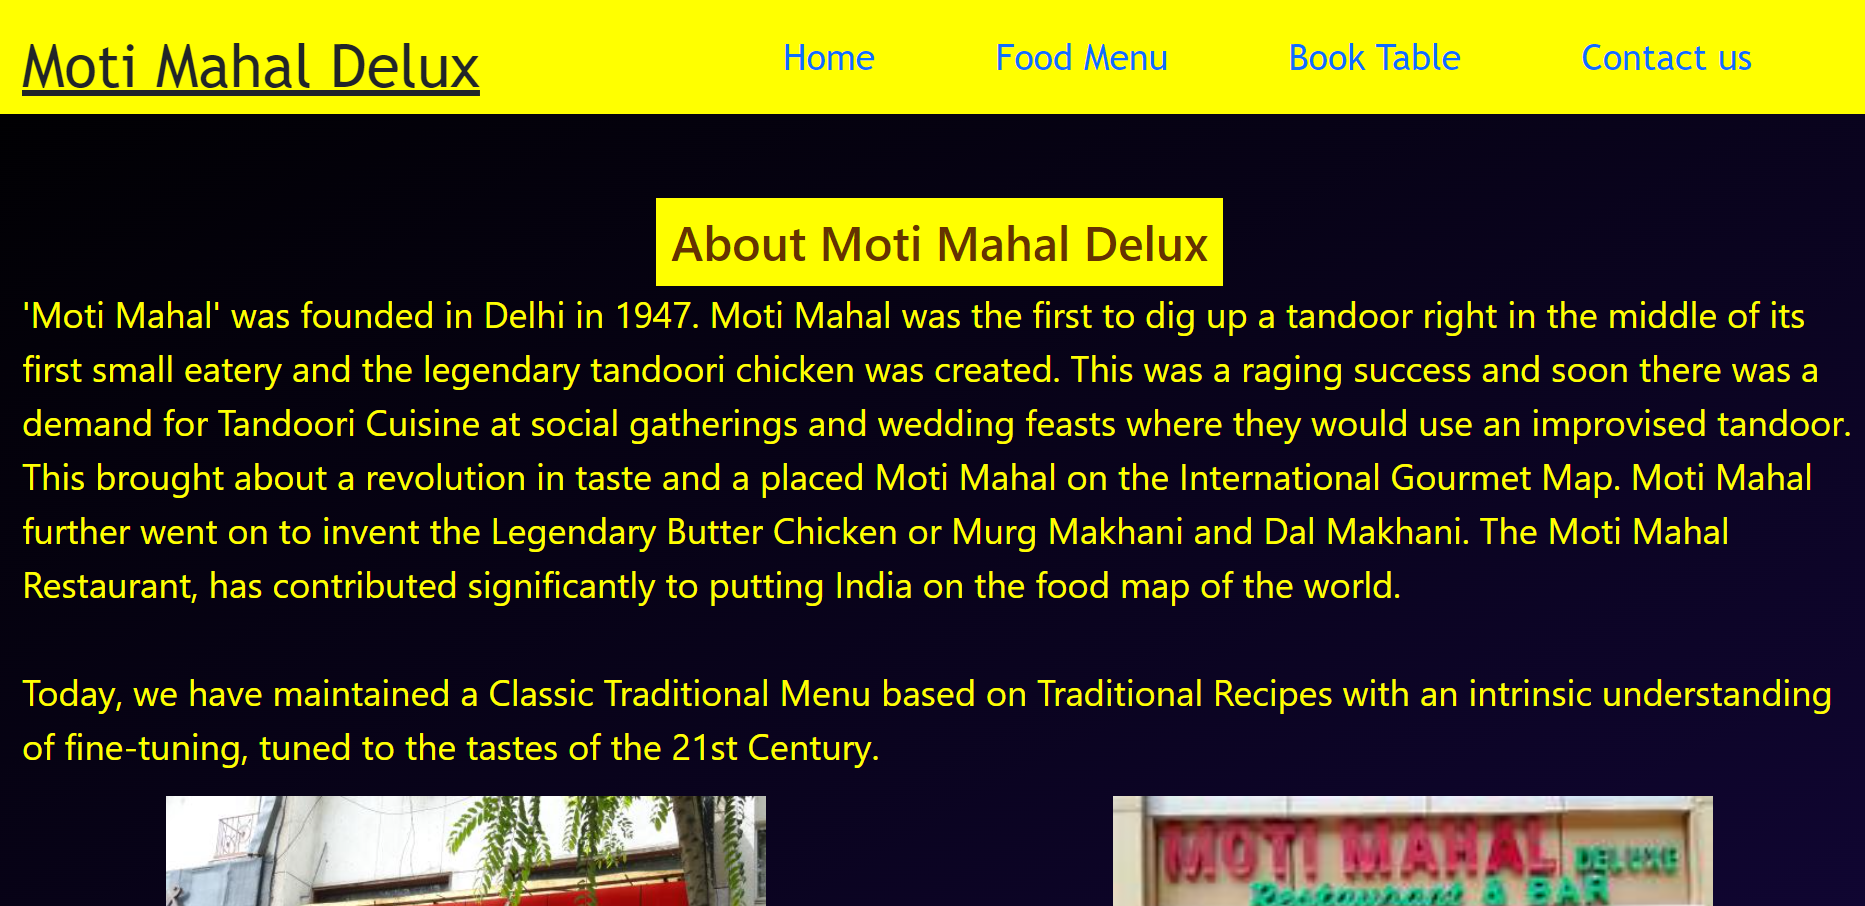 Moti Mahal Delux
Home
Food Menu
Book Table
Contact us
About Moti Mahal Delux
'Moti Mahal' was founded in Delhi in 1947. Moti Mahal was the first to dig up a tandoor right in the middle of its
first small eatery and the legendary tandoori chicken was created. This was a raging success and soon there was a
demand for Tandoori Cuisine at social gatherings and wedding feasts where they would use an improvised tandoor.
This brought about a revolution in taste and a placed Moti Mahal on the International Gourmet Map. Moti Mahal
further went on to invent the Legendary Butter Chicken or Murg Makhani and Dal Makhani. The Moti Mahal
Restaurant, has contributed significantly to putting India on the food map of the world.
Today, we have maintained a Classic Traditional Menu based on Traditional Recipes with an intrinsic understanding
of fine-tuning, tuned to the tastes of the 21st Century.
MOTI MAHAL DELUXE
Restaurant & BAR